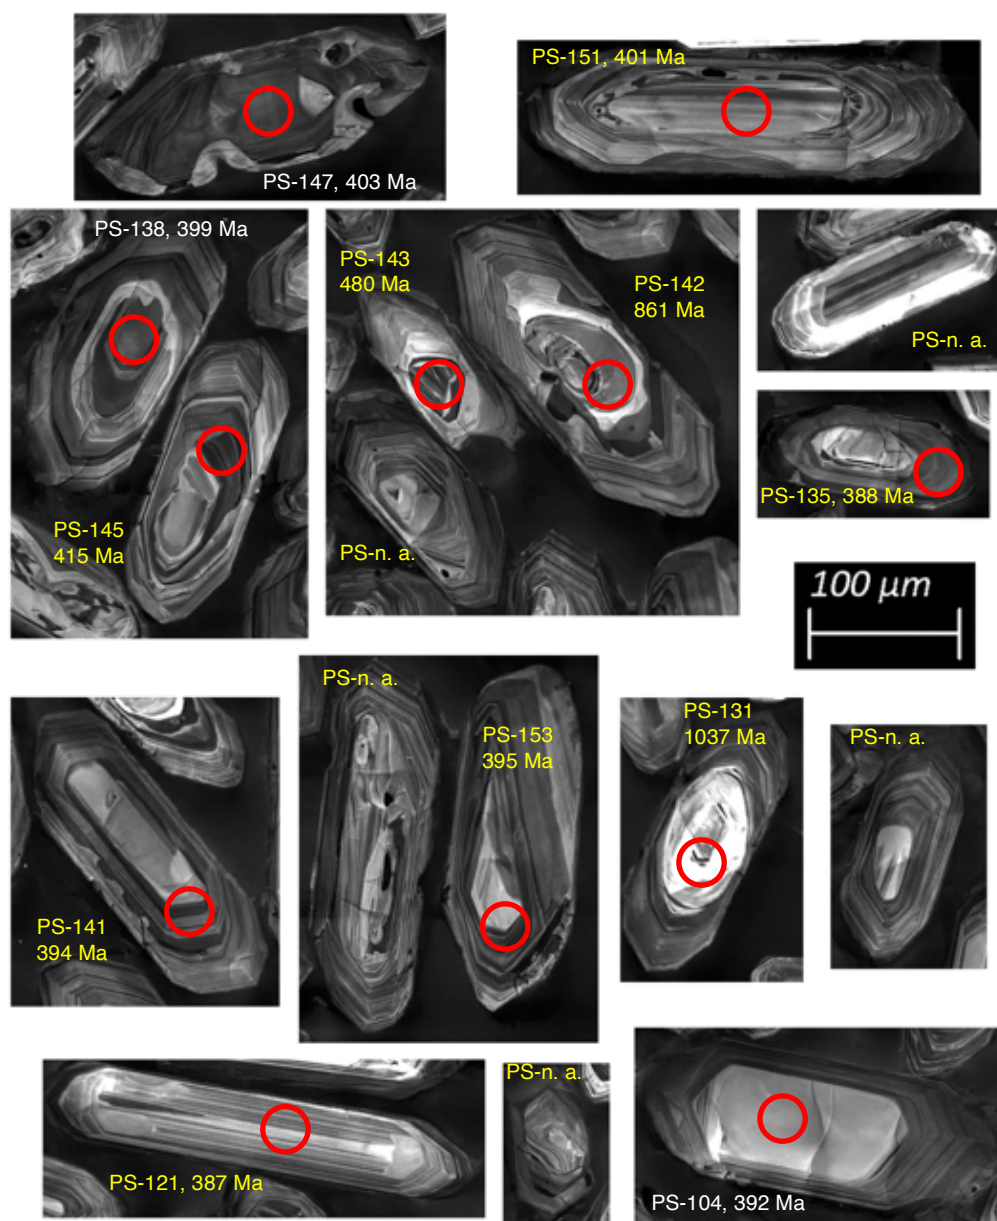 PS-151, 401 Ma
PS-147, 403 Ma
PS-138, 399 Ma
PS-143
480 Ma
PS-142
861 Ma
PS-n. a.
PS-135, 388 Ma
PS-145
415 Ma
PS-n. a.
100 µm
PS-n. a.
PS-153
395 Ma
PS-131
1037 Ma
PS-n. a.
PS-141
394 Ma
PS-n. a.
PS-121, 387 Ma
PS-104, 392 Ma